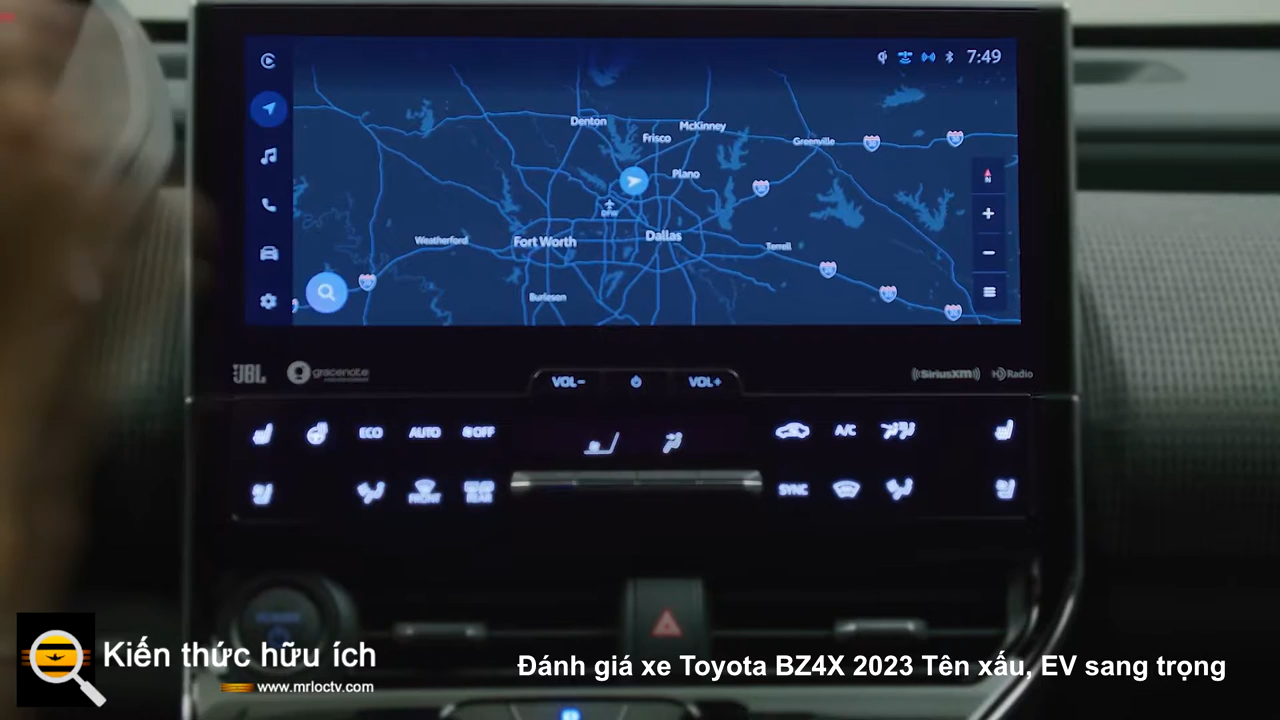 7:49
Denton
McKinney
Frisco
Greenville
Plano
DFW
Dallas
Fort Worth
Weatherford
Terrell
Burleson
N
JBL
gracenote
SiriusXM
HD Radio
VOL-
VOL+
ECO
AUTO
OFF
A/C
FRONT
REAR
SYNC
POWER
Kiến thức hữu ích
www.mrloctv.com
Đánh giá xe Toyota BZ4X 2023 Tên xấu, EV sang trọng